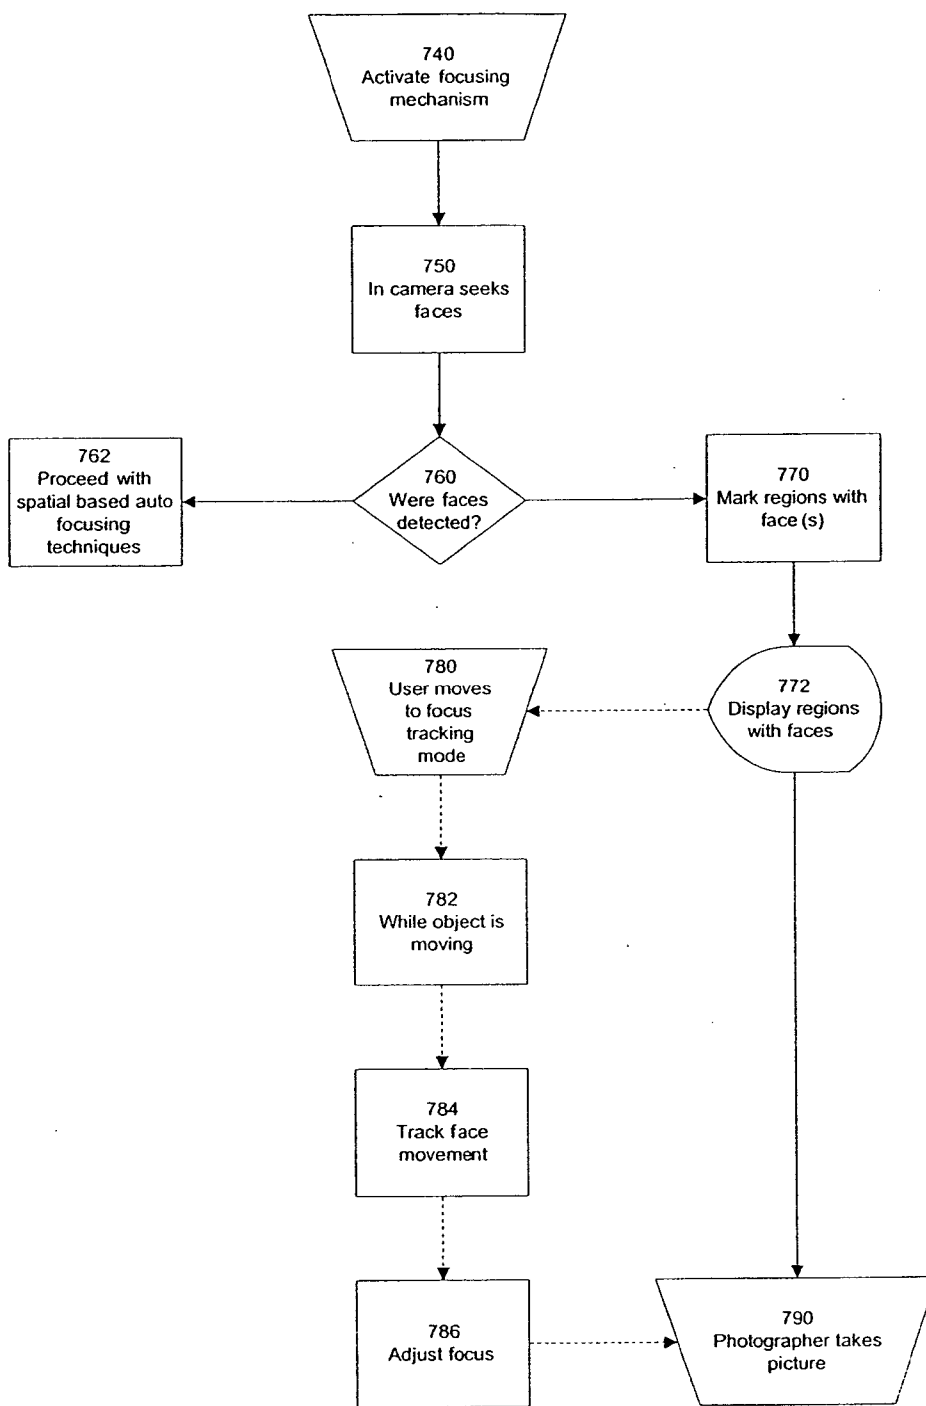 740
Activate focusing
mechanism
750
In camera seeks
faces
762
Proceed with
spatial based auto
focusing
techniques
760
Were faces
detected?
770
Mark regions with
face (s)
780
User moves
to focus
tracking
mode
772
Display regions
with faces
782
While object is
moving
784
Track face
movement
786
Adjust focus
790
Photographer takes
picture